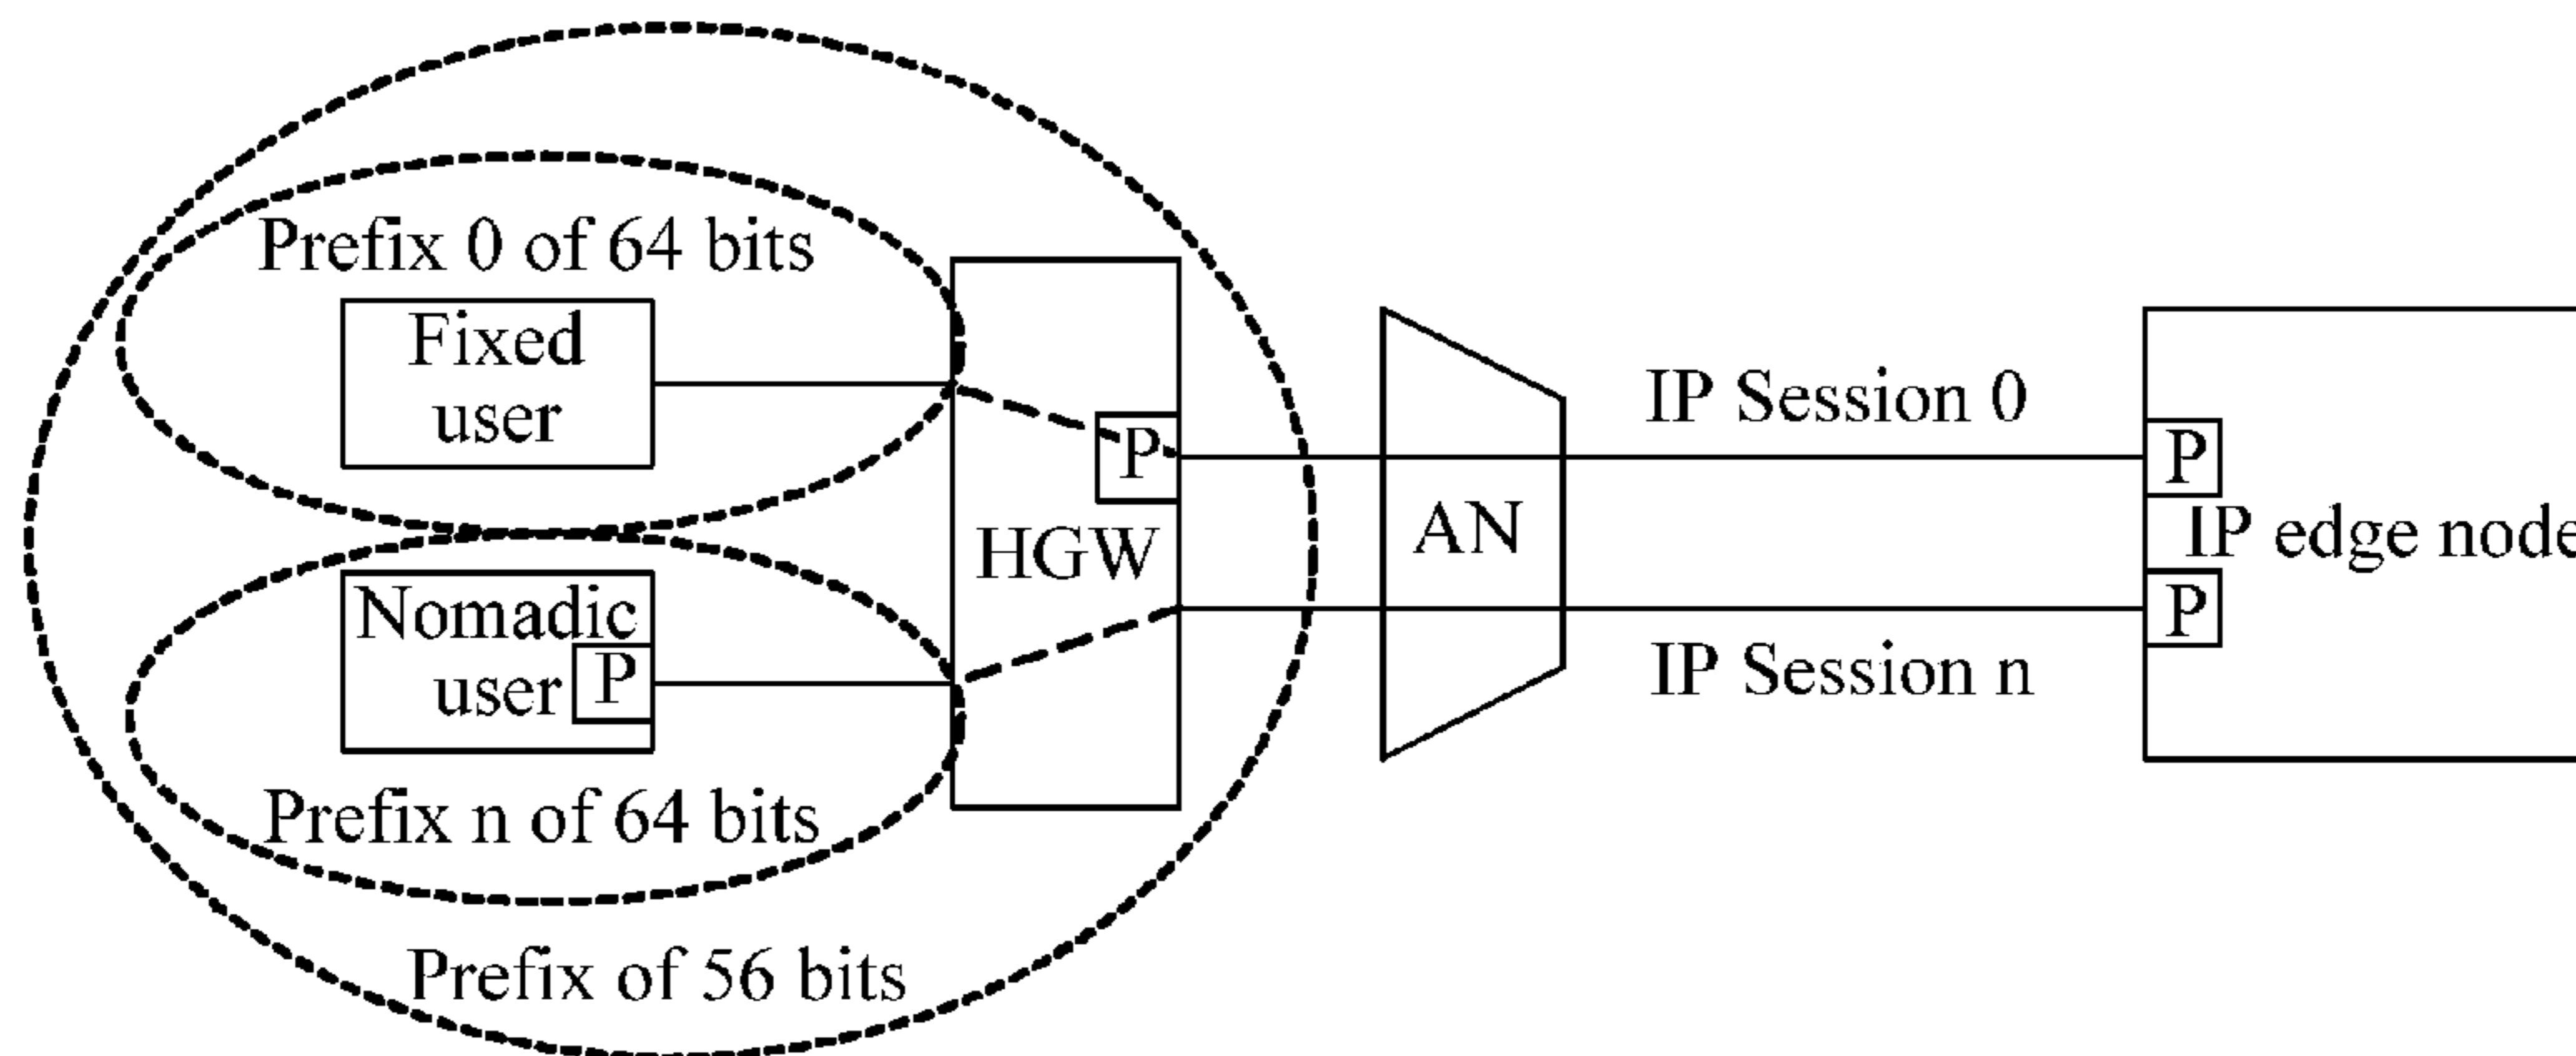 Prefix 0 of 64 bits
Fixed
user
P
HGW
Nomadic
user P
Prefix n of 64 bits
Prefix of 56 bits
AN
IP Session 0
IP Session n
P
IP edge node
P